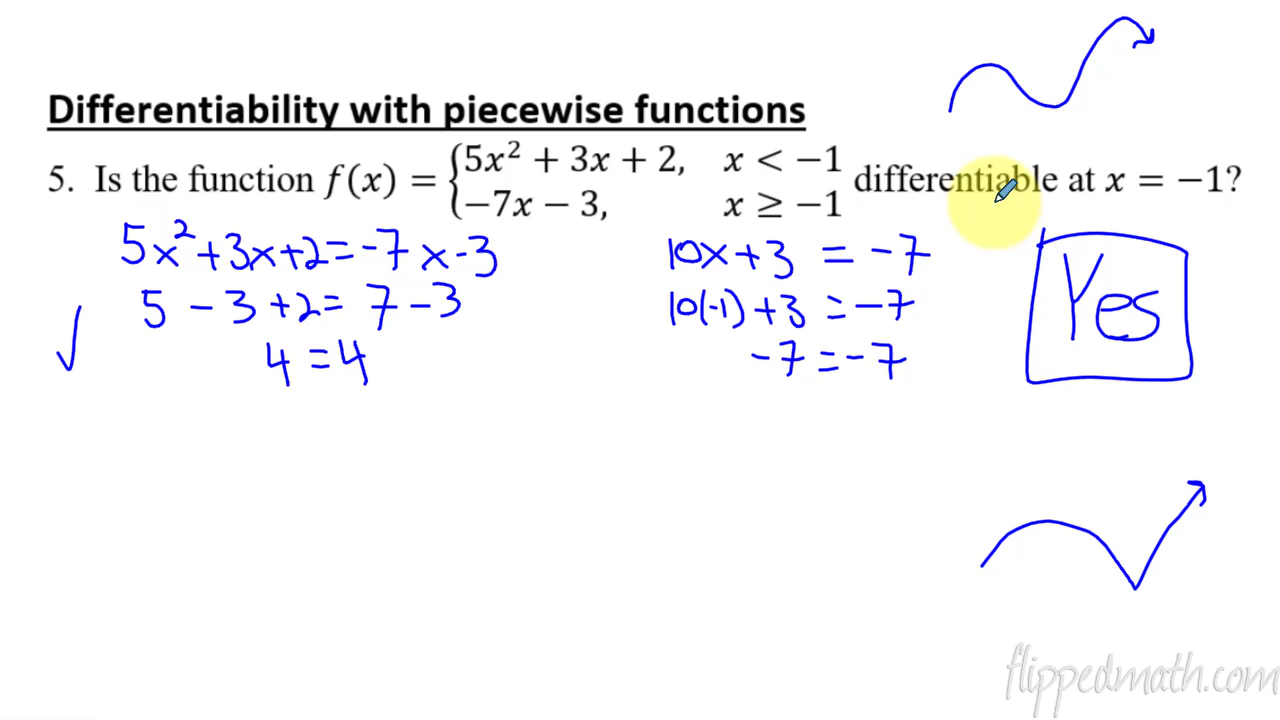 Differentiability with piecewise functions
5. Is the function f(x) = {5x² + 3x + 2, x < −1
−7x − 3, x ≥ −1 differentiable at x = −1?
5x² + 3x + 2 = -7x - 3
10x + 3 = -7
5 - 3 + 2 = 7 - 3
10(-1) + 3 = -7
Yes
4 = 4
-7 = -7
flippedmath.com